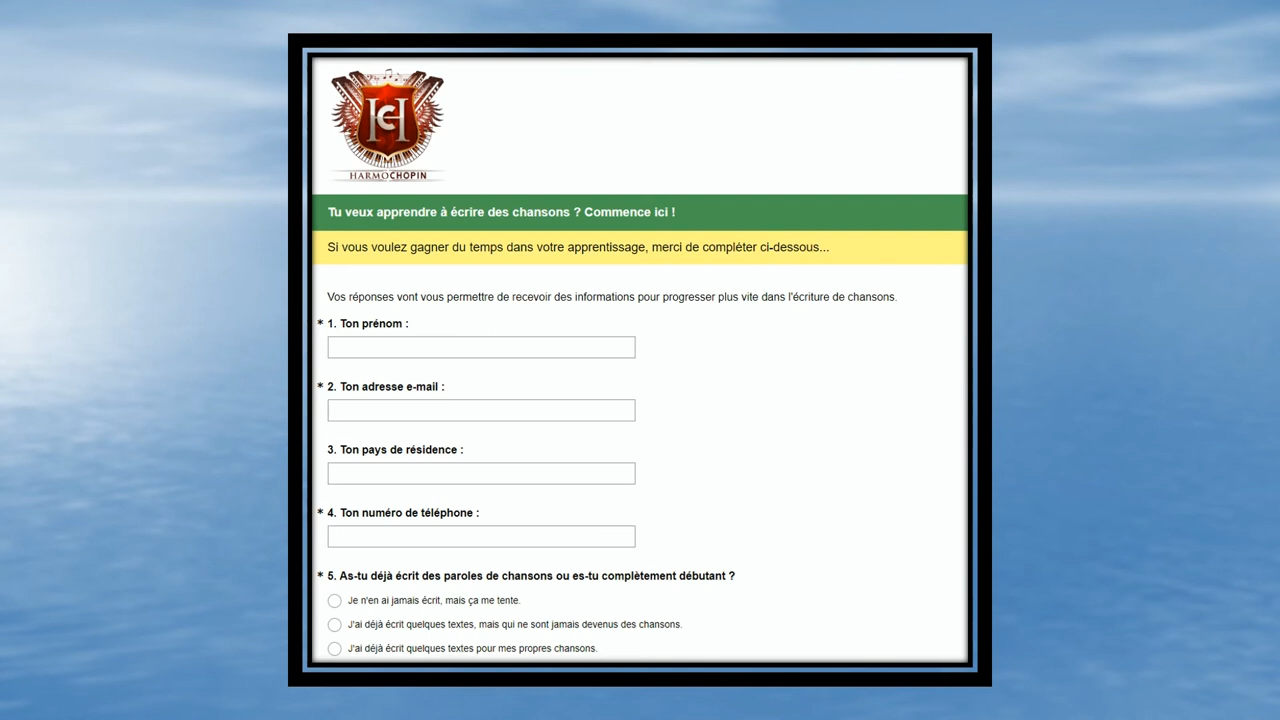 HC
HARMOCHOPIN
Tu veux apprendre à écrire des chansons ? Commence ici !
Si vous voulez gagner du temps dans votre apprentissage, merci de compléter ci-dessous...
Vos réponses vont vous permettre de recevoir des informations pour progresser plus vite dans l'écriture de chansons.
* 1. Ton prénom :
* 2. Ton adresse e-mail :
3. Ton pays de résidence :
* 4. Ton numéro de téléphone :
* 5. As-tu déjà écrit des paroles de chansons ou es-tu complètement débutant ?
Je n'en ai jamais écrit, mais ça me tente.
J'ai déjà écrit quelques textes, mais qui ne sont jamais devenus des chansons.
J'ai déjà écrit quelques textes pour mes propres chansons.